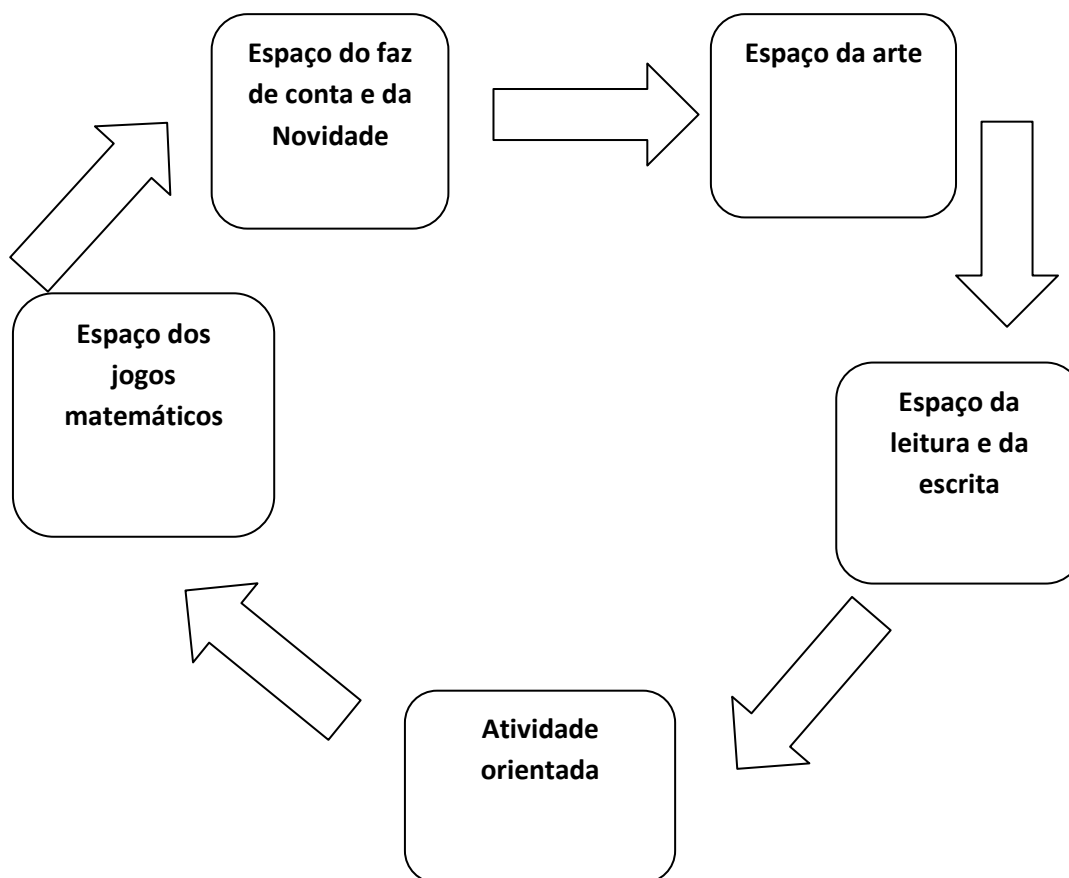 Espaço do faz
de conta e da
Novidade
Espaço da arte
Espaço da
leitura e da
escrita
Atividade
orientada
Espaço dos
jogos
matemáticos